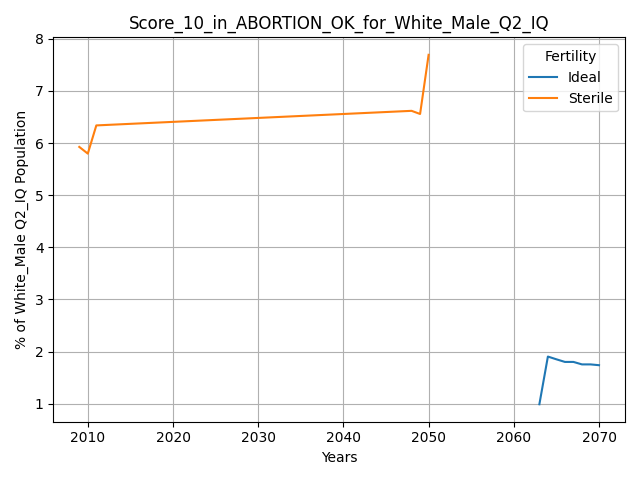 Score_10_in_ABORTION_OK_for_White_Male_Q2_IQ
8
7
6
5
4
3
2
1
% of White_Male Q2_IQ Population
Fertility
Ideal
Sterile
2010 2020 2030 2040 2050 2060 2070
Years